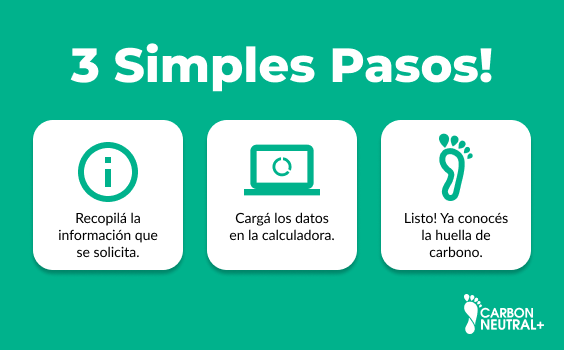 3 Simples Pasos!
Recopilá la
información que
se solicita.
Cargá los datos
en la calculadora.
Listo! Ya conocés
la huella de
carbono.
CARBON
NEUTRAL+